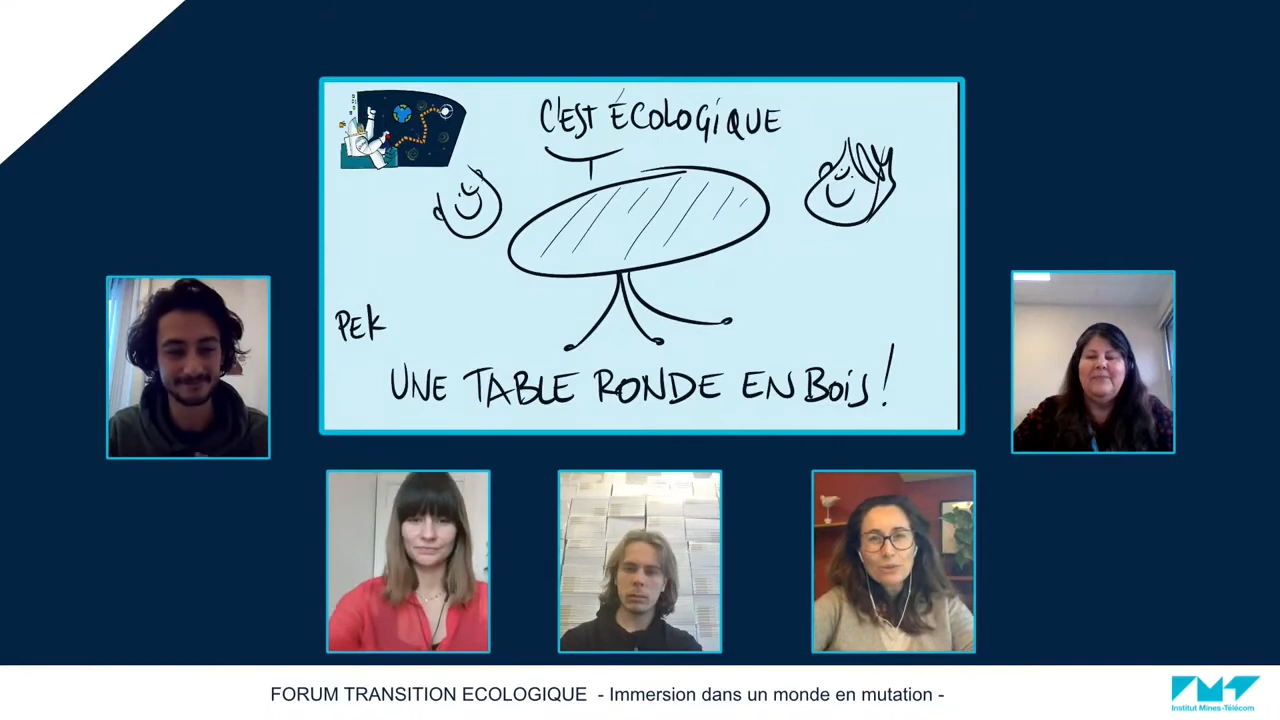 C'EST ÉCOLOGIQUE
PEK
UNE TABLE RONDE EN BOIS !
FORUM TRANSITION ECOLOGIQUE - Immersion dans un monde en mutation -
IMT
Institut Mines-Télécom